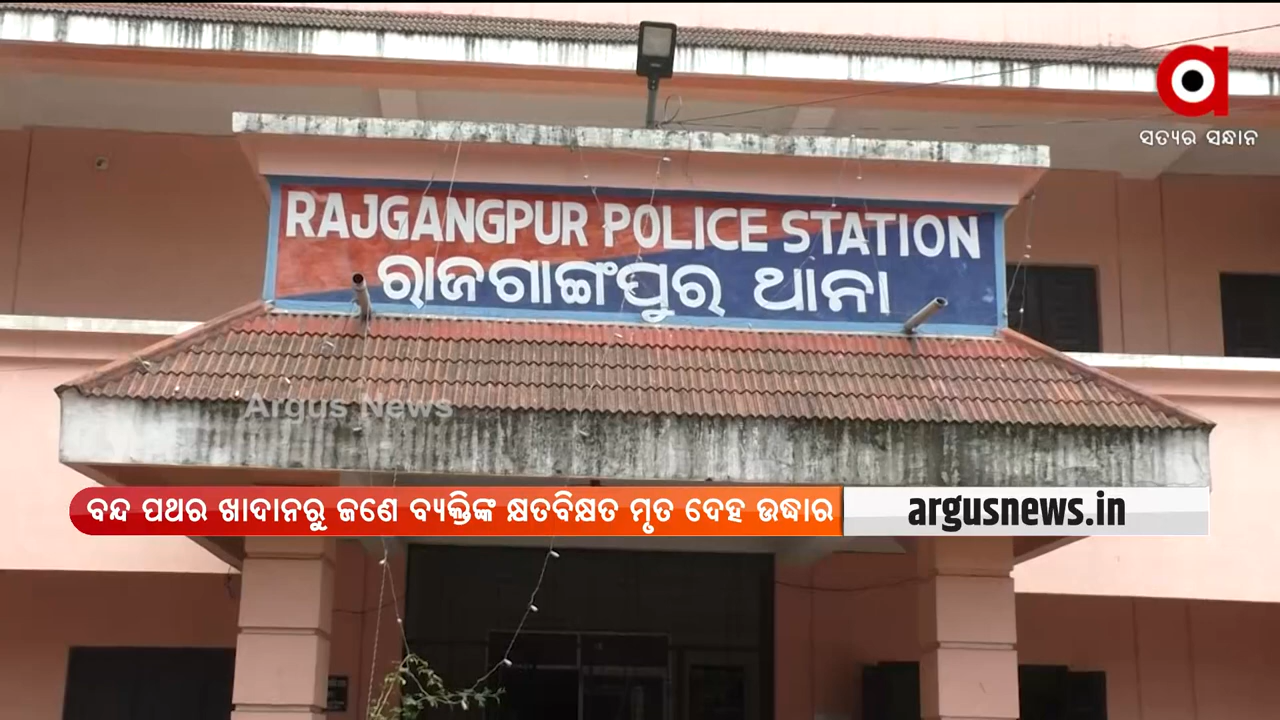 ସତ୍ୟର ସନ୍ଧାନ
RAJGANGPUR POLICE STATION
ରାଜଗାଙ୍ଗପୁର ଥାନା
Argus News
ବନ୍ଦ ପଥର ଖାଦାନରୁ ଜଣେ ବ୍ୟକ୍ତିଙ୍କ କ୍ଷତବିକ୍ଷତ ମୃତ ଦେହ ଉଦ୍ଧାର
argusnews.in